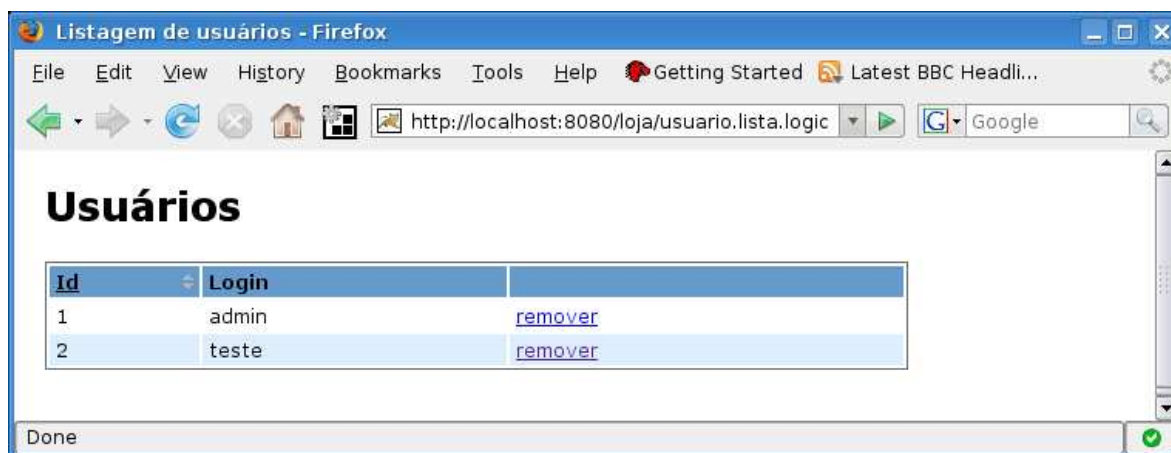 Listagem de usuários - Firefox
File Edit View History Bookmarks Tools Help Getting Started Latest BBC Headli...
http://localhost:8080/loja/usuario.lista.logic G Google
Usuários
Id Login
1 admin remover
2 teste remover
Done